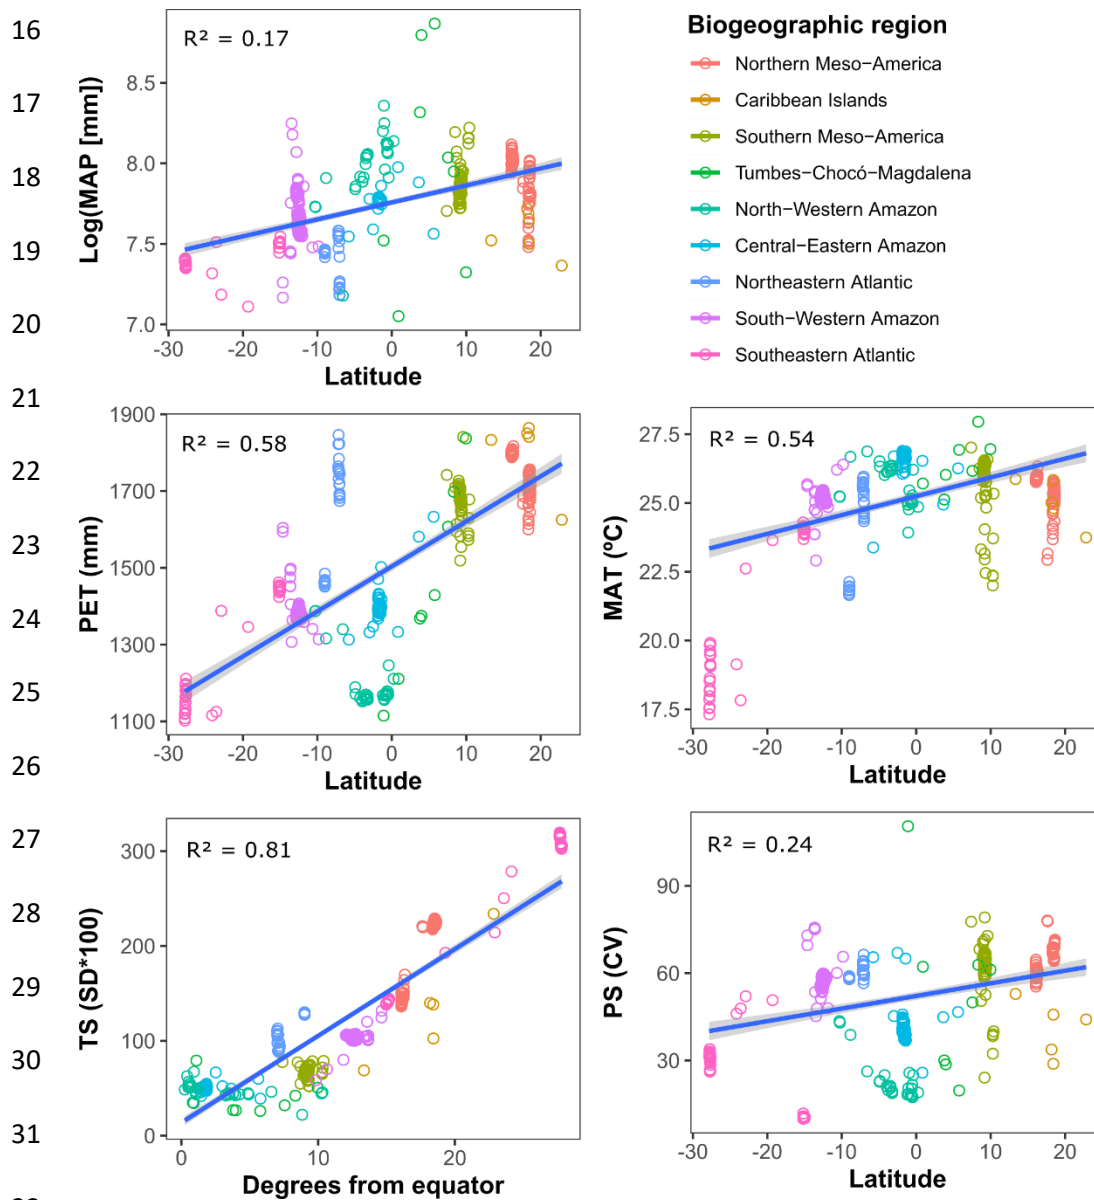 16
17
18
19
20
21
22
23
24
25
26
27
28
29
30
31
R² = 0.17
Log(MAP [mm])
8.5
8.0
7.5
7.0
-30 -20 -10 0 10 20
Latitude
Biogeographic region
Northern Meso−America
Caribbean Islands
Southern Meso−America
Tumbes−Chocó−Magdalena
North−Western Amazon
Central−Eastern Amazon
Northeastern Atlantic
South−Western Amazon
Southeastern Atlantic
R² = 0.58
PET (mm)
1900
1700
1500
1300
1100
-30 -20 -10 0 10 20
Latitude
R² = 0.54
MAT (ºC)
27.5
25.0
22.5
20.0
17.5
-30 -20 -10 0 10 20
Latitude
R² = 0.81
TS (SD*100)
300
200
100
0
0 10 20
Degrees from equator
R² = 0.24
PS (CV)
90
60
30
-30 -20 -10 0 10 20
Latitude